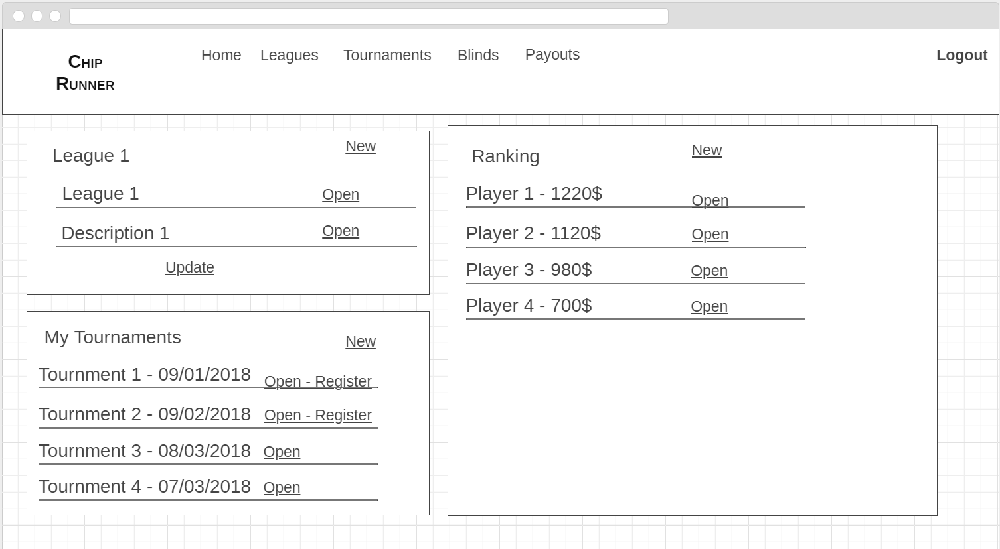 Chip
Runner
Home Leagues Tournaments Blinds Payouts Logout
League 1 New
League 1 Open
Description 1 Open
Update
My Tournaments New
Tournment 1 - 09/01/2018 Open - Register
Tournment 2 - 09/02/2018 Open - Register
Tournment 3 - 08/03/2018 Open
Tournment 4 - 07/03/2018 Open
Ranking New
Player 1 - 1220$ Open
Player 2 - 1120$ Open
Player 3 - 980$ Open
Player 4 - 700$ Open